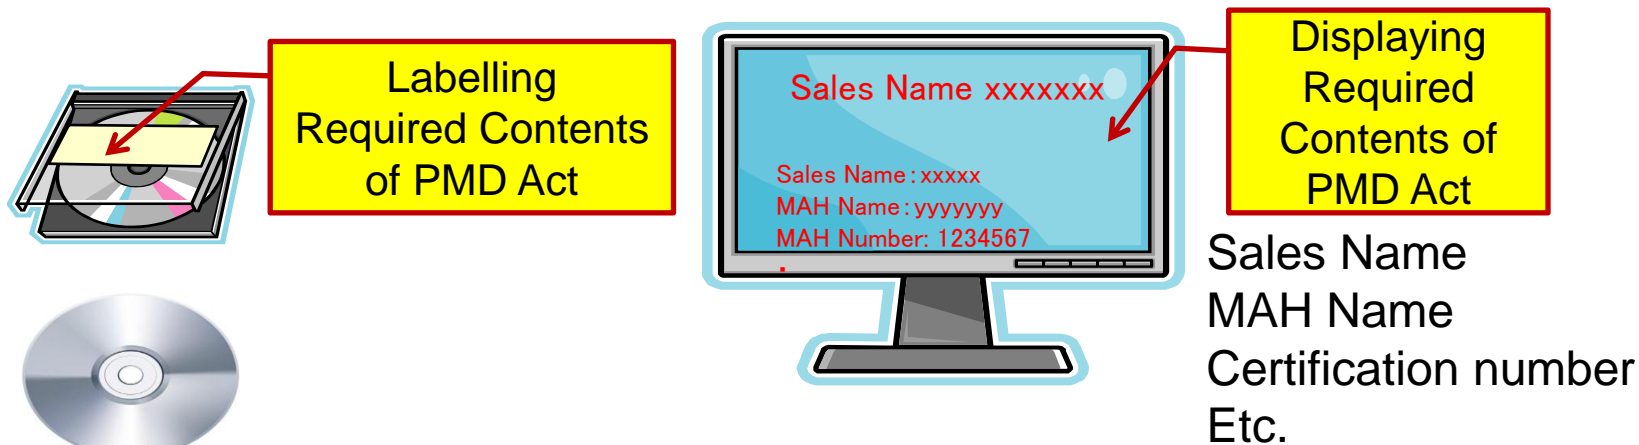 Labelling
Required Contents
of PMD Act
Sales Name xxxxxxx
Sales Name：xxxxx
MAH Name：yyyyyyy
MAH Number: 1234567
.
Displaying
Required
Contents of
PMD Act
Sales Name
MAH Name
Certification number
Etc.